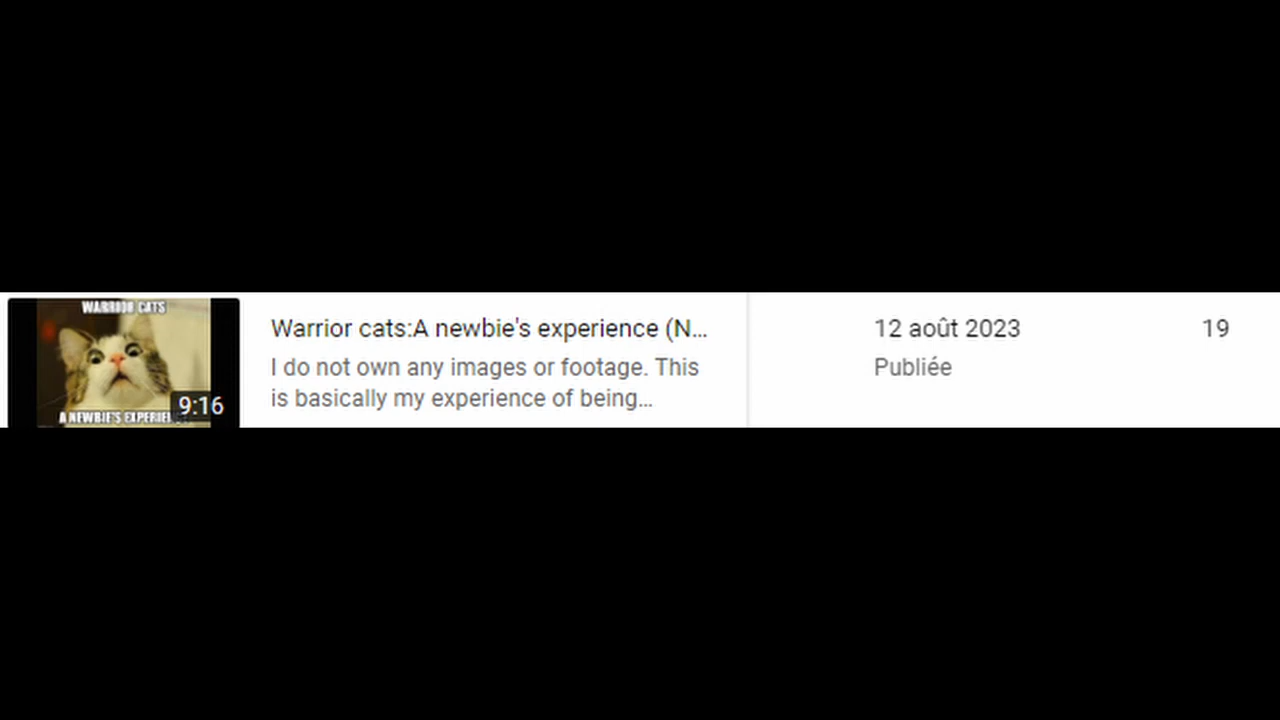 WARRIOR CATS
A NEWBIE'S
9:16
Warrior cats:A newbie's experience (N...
I do not own any images or footage. This
is basically my experience of being...
12 août 2023
Publiée
19